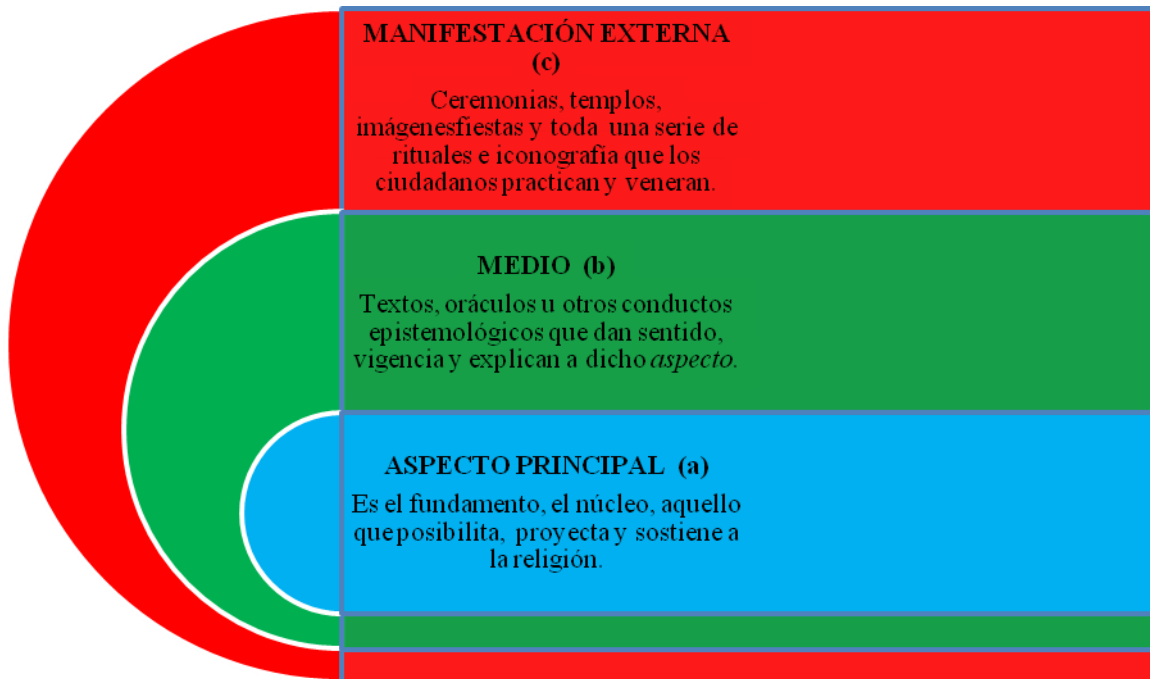 MANIFESTACIÓN EXTERNA
(c)
Ceremonias, templos,
imágenesfiestas y toda una serie de
rituales e iconografía que los
ciudadanos practican y veneran.
MEDIO (b)
Textos, oráculos u otros conductos
epistemológicos que dan sentido,
vigencia y explican a dicho aspecto.
ASPECTO PRINCIPAL (a)
Es el fundamento, el núcleo, aquello
que posibilita, proyecta y sostiene a
la religión.